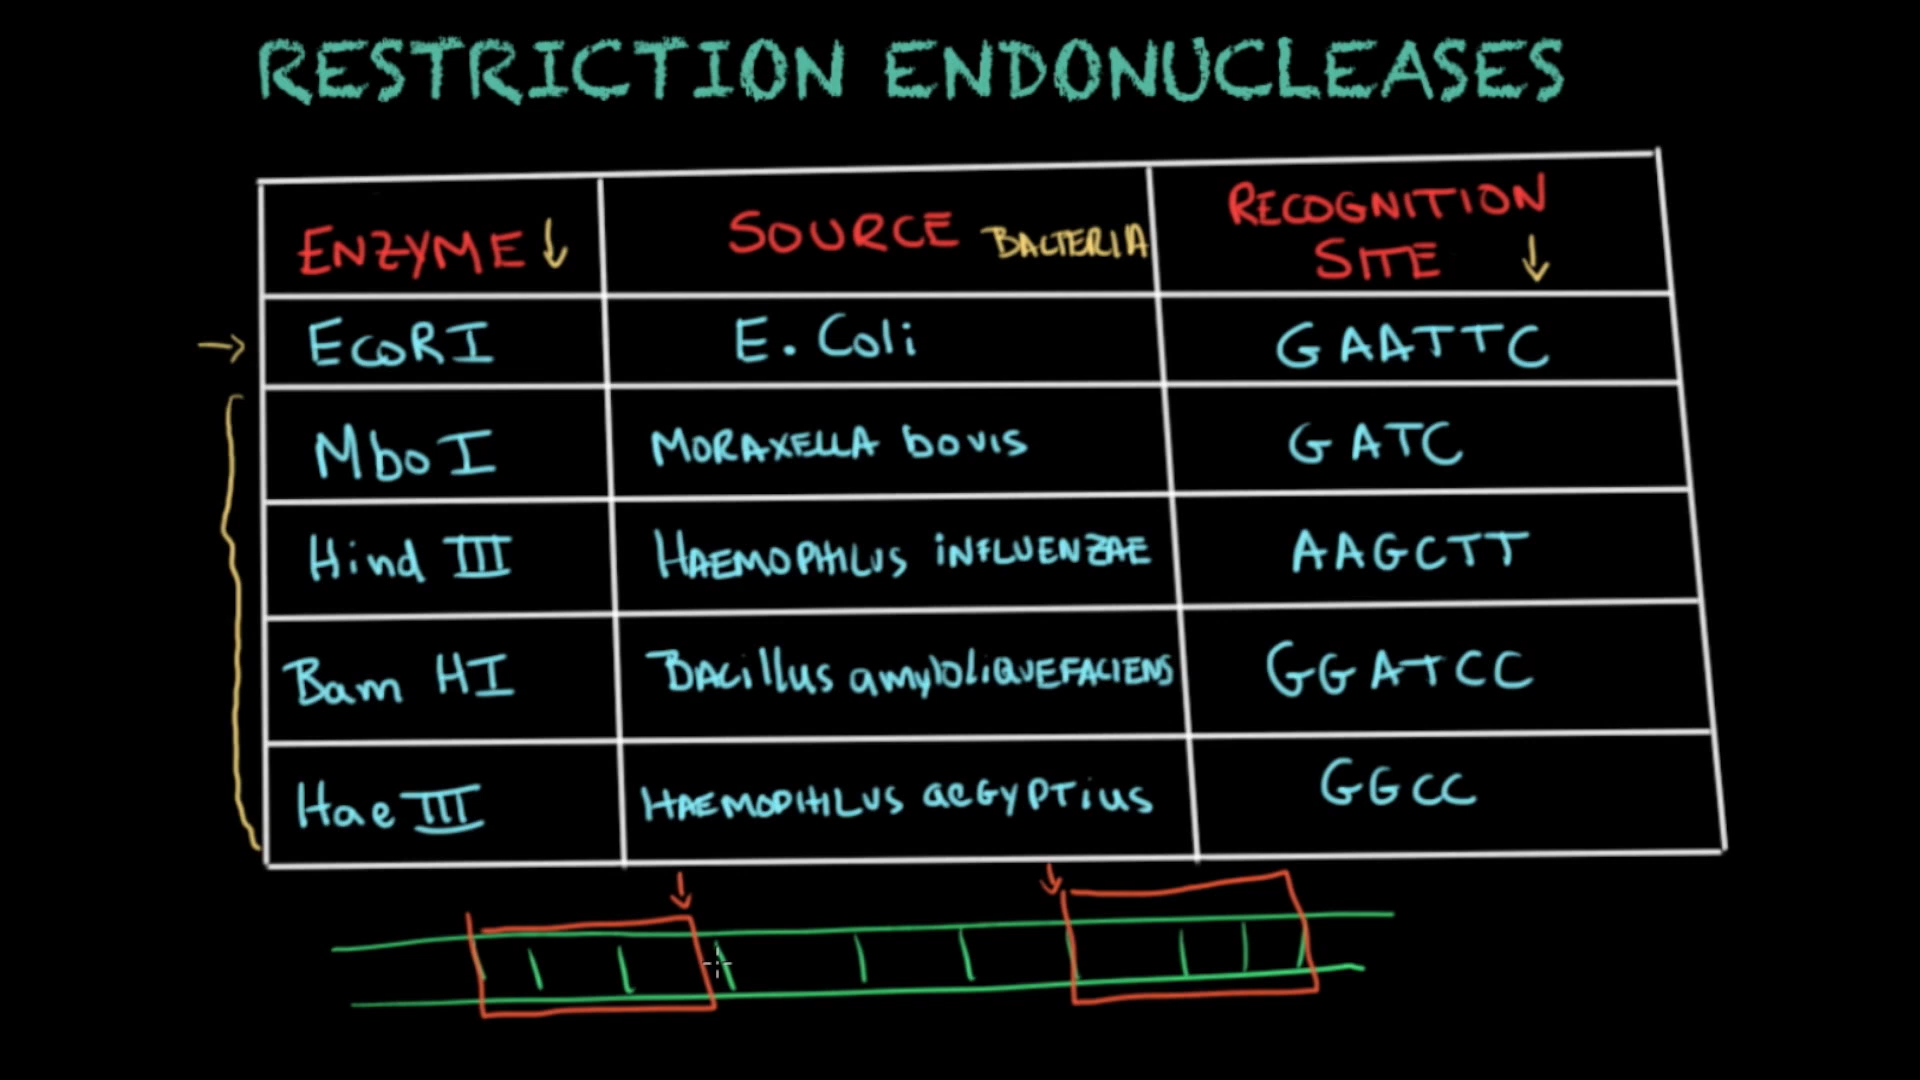 RESTRICTION ENDONUCLEASES
ENZYME ↓ SOURCE BACTERIA RECOGNITION SITE ↓
→ EcoRI E. Coli GAATTC
Mbo I MORAXELLA bovis GATC
Hind III HAEMOPHILUS INFLUENZAE AAGCTT
Bam HI BACillus amyloliQUEFACIENS GGATCC
Hae III HAEMOPHILUS aeGyPTius GGCC